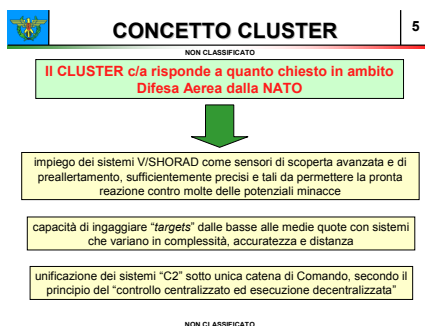 CONCETTO CLUSTER
5
NON CLASSIFICATO
Il CLUSTER c/a risponde a quanto chiesto in ambito
Difesa Aerea dalla NATO
impiego dei sistemi V/SHORAD come sensori di scoperta avanzata e di
preallertamento, sufficientemente precisi e tali da permettere la pronta
reazione contro molte delle potenziali minacce
capacità di ingaggiare “targets” dalle basse alle medie quote con sistemi
che variano in complessità, accuratezza e distanza
unificazione dei sistemi “C2” sotto unica catena di Comando, secondo il
principio del “controllo centralizzato ed esecuzione decentralizzata”
NON CLASSIFICATO